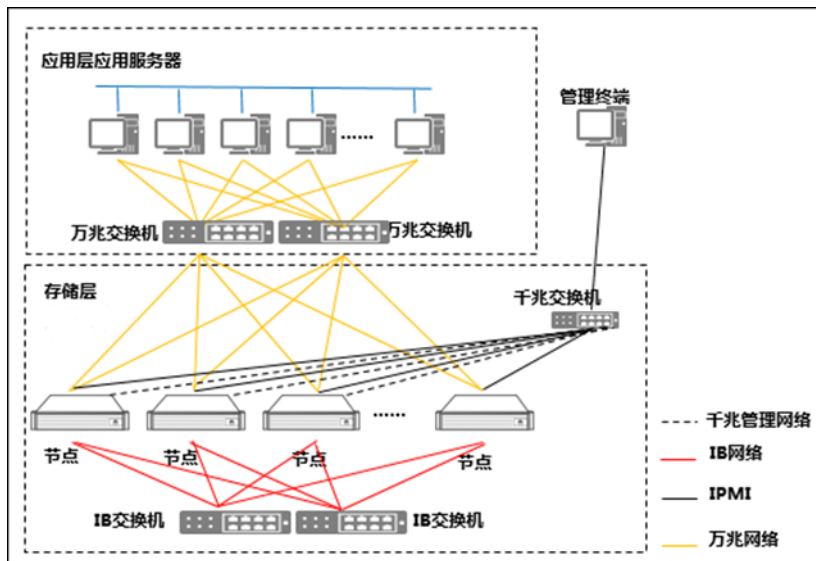 应用层应用服务器
管理终端
······
万兆交换机
万兆交换机
存储层
千兆交换机
······
节点
节点
节点
节点
IB交换机
IB交换机
千兆管理网络
IB网络
IPMI
万兆网络